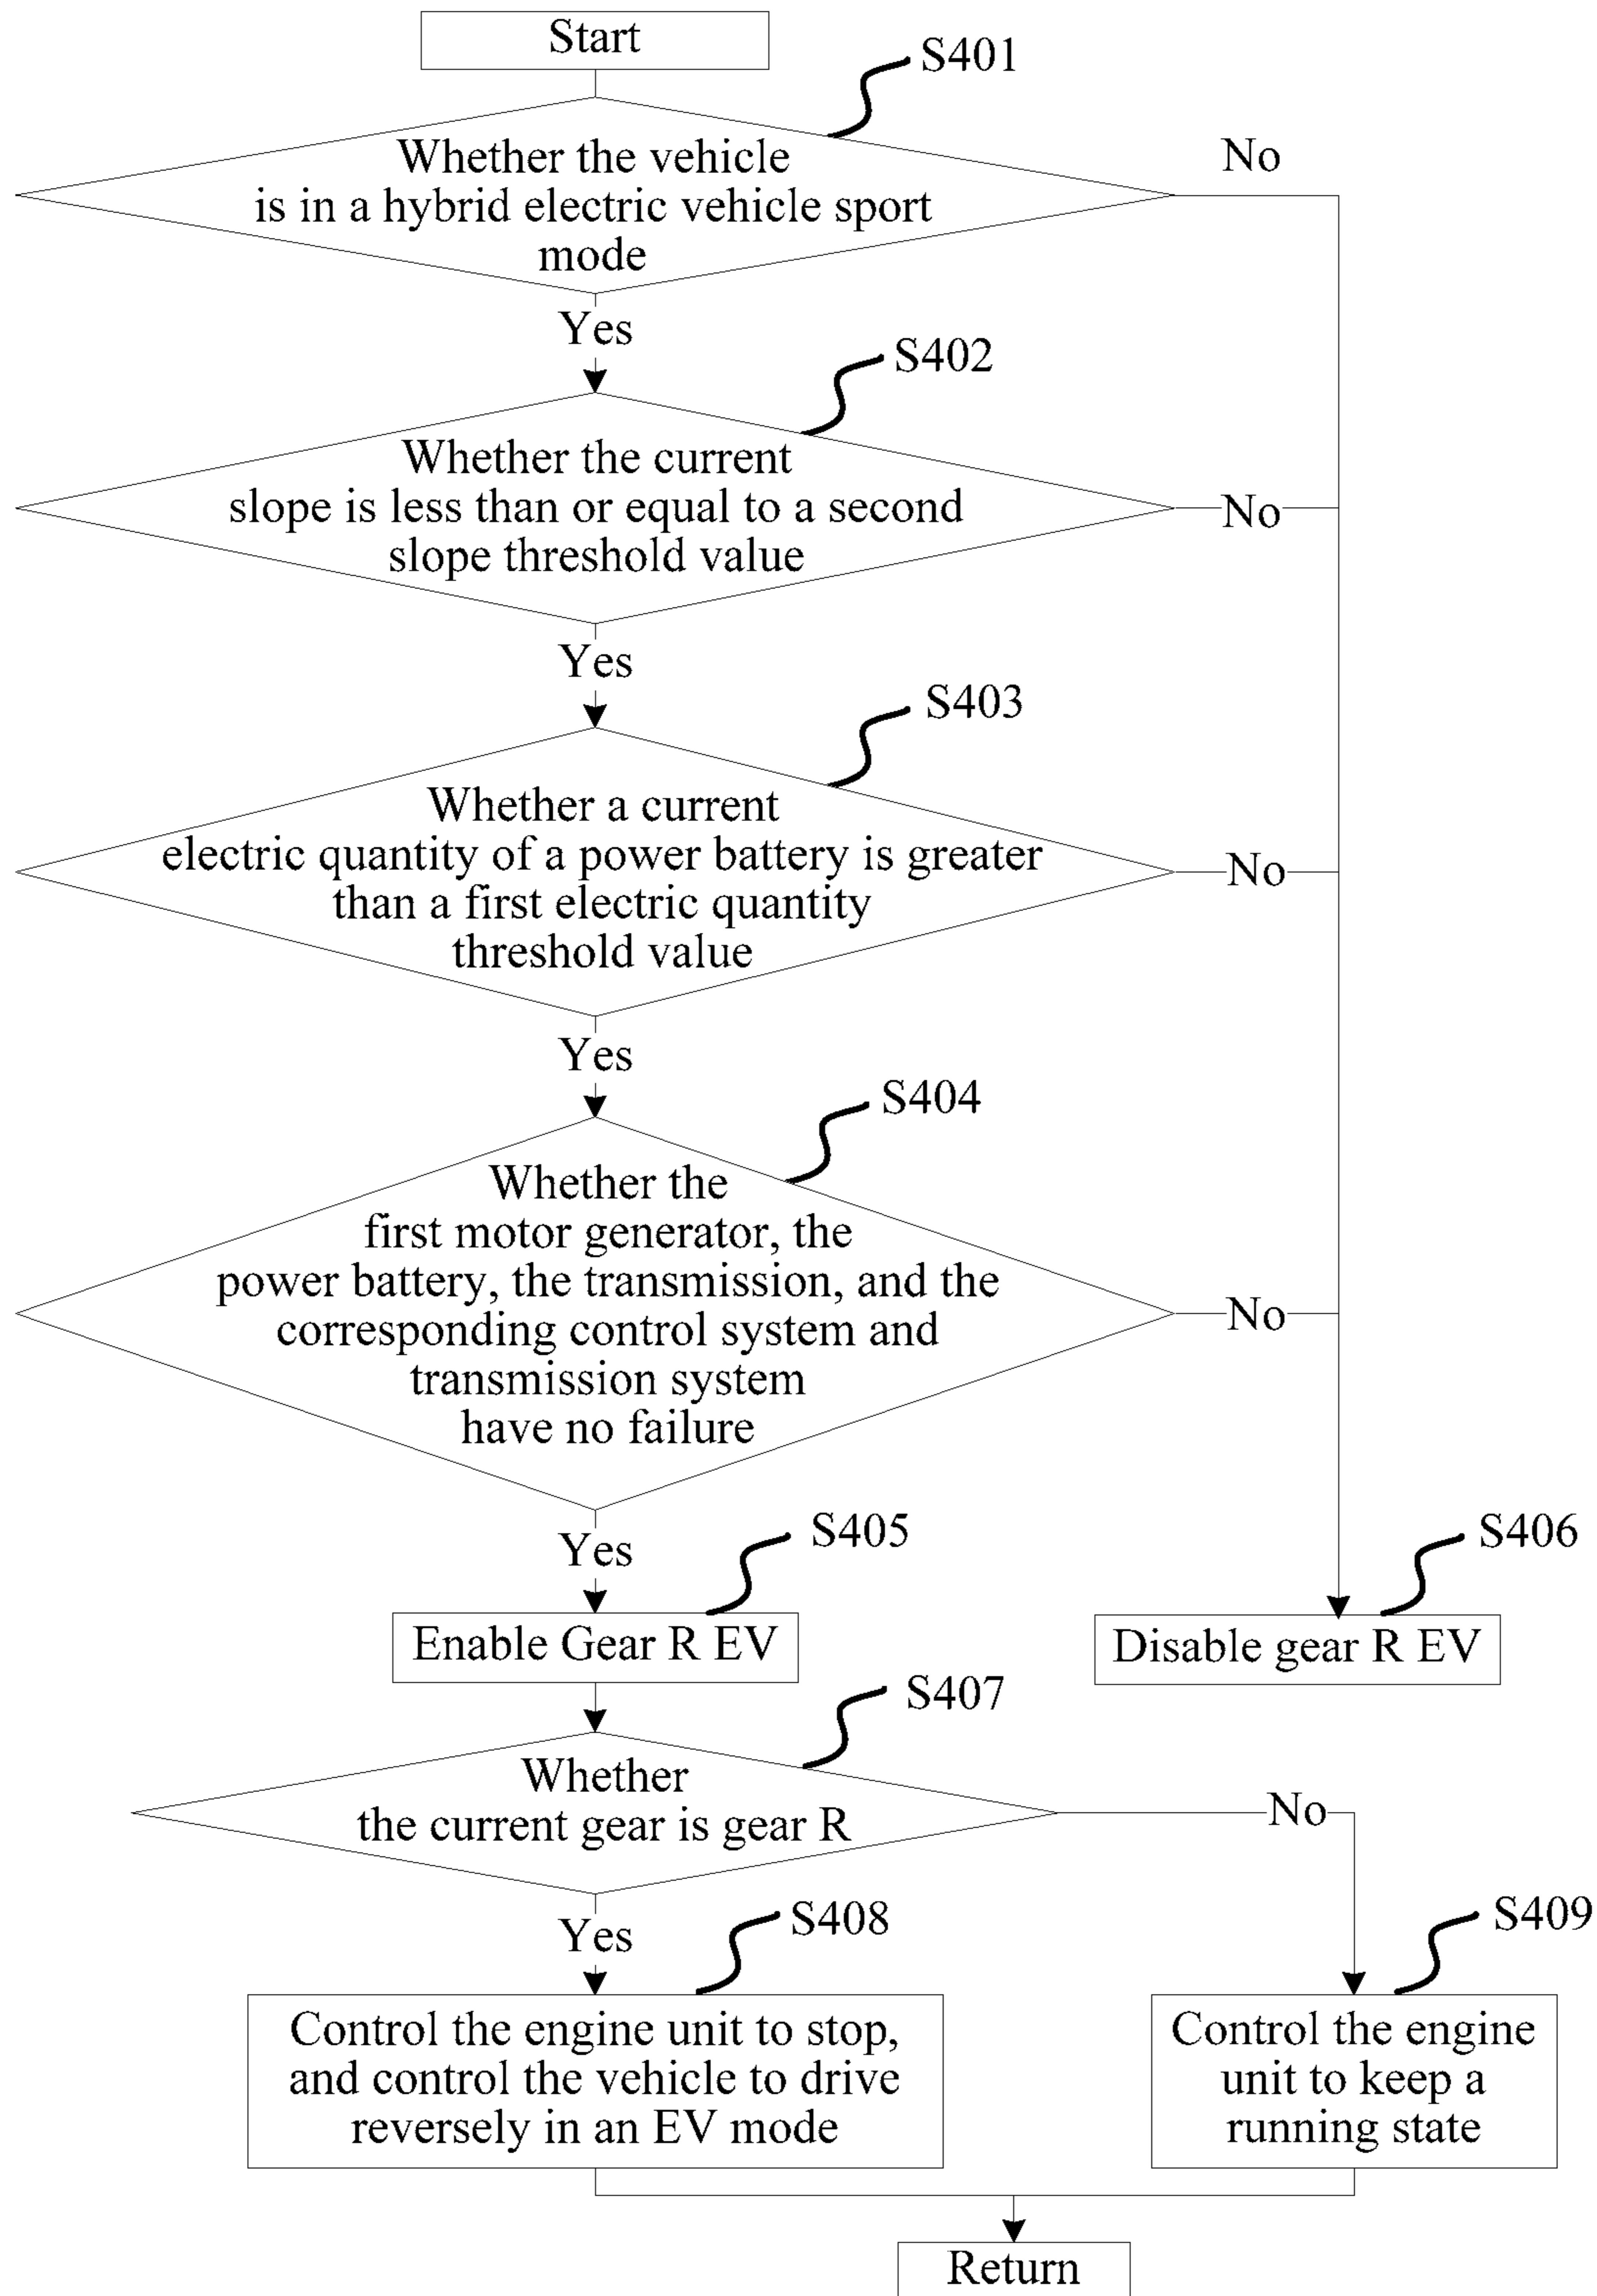 Start
S401
Whether the vehicle
is in a hybrid electric vehicle sport
mode
No
Yes
S402
Whether the current
slope is less than or equal to a second
slope threshold value
No
Yes
S403
Whether a current
electric quantity of a power battery is greater
than a first electric quantity
threshold value
No
Yes
S404
Whether the
first motor generator, the
power battery, the transmission, and the
corresponding control system and
transmission system
have no failure
No
Yes
S405
Enable Gear R EV
S406
Disable gear R EV
S407
Whether
the current gear is gear R
No
Yes
S408
Control the engine unit to stop,
and control the vehicle to drive
reversely in an EV mode
S409
Control the engine
unit to keep a
running state
Return